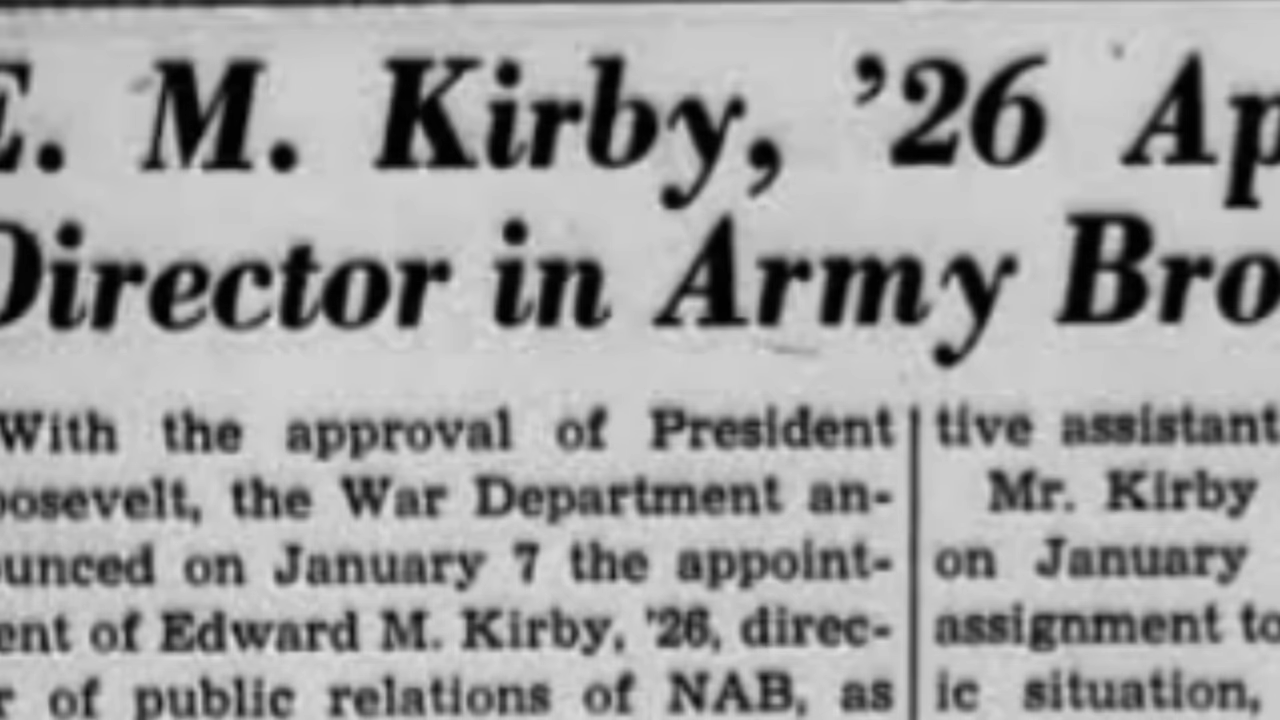 E. M. Kirby, '26 Ap
Director in Army Bro
With the approval of President
oosevelt, the War Department an-
ounced on January 7 the appoint-
ent of Edward M. Kirby, '26, direc-
r of public relations of NAB, as
tive assistant
Mr. Kirby
on January
assignment to
ic situation,